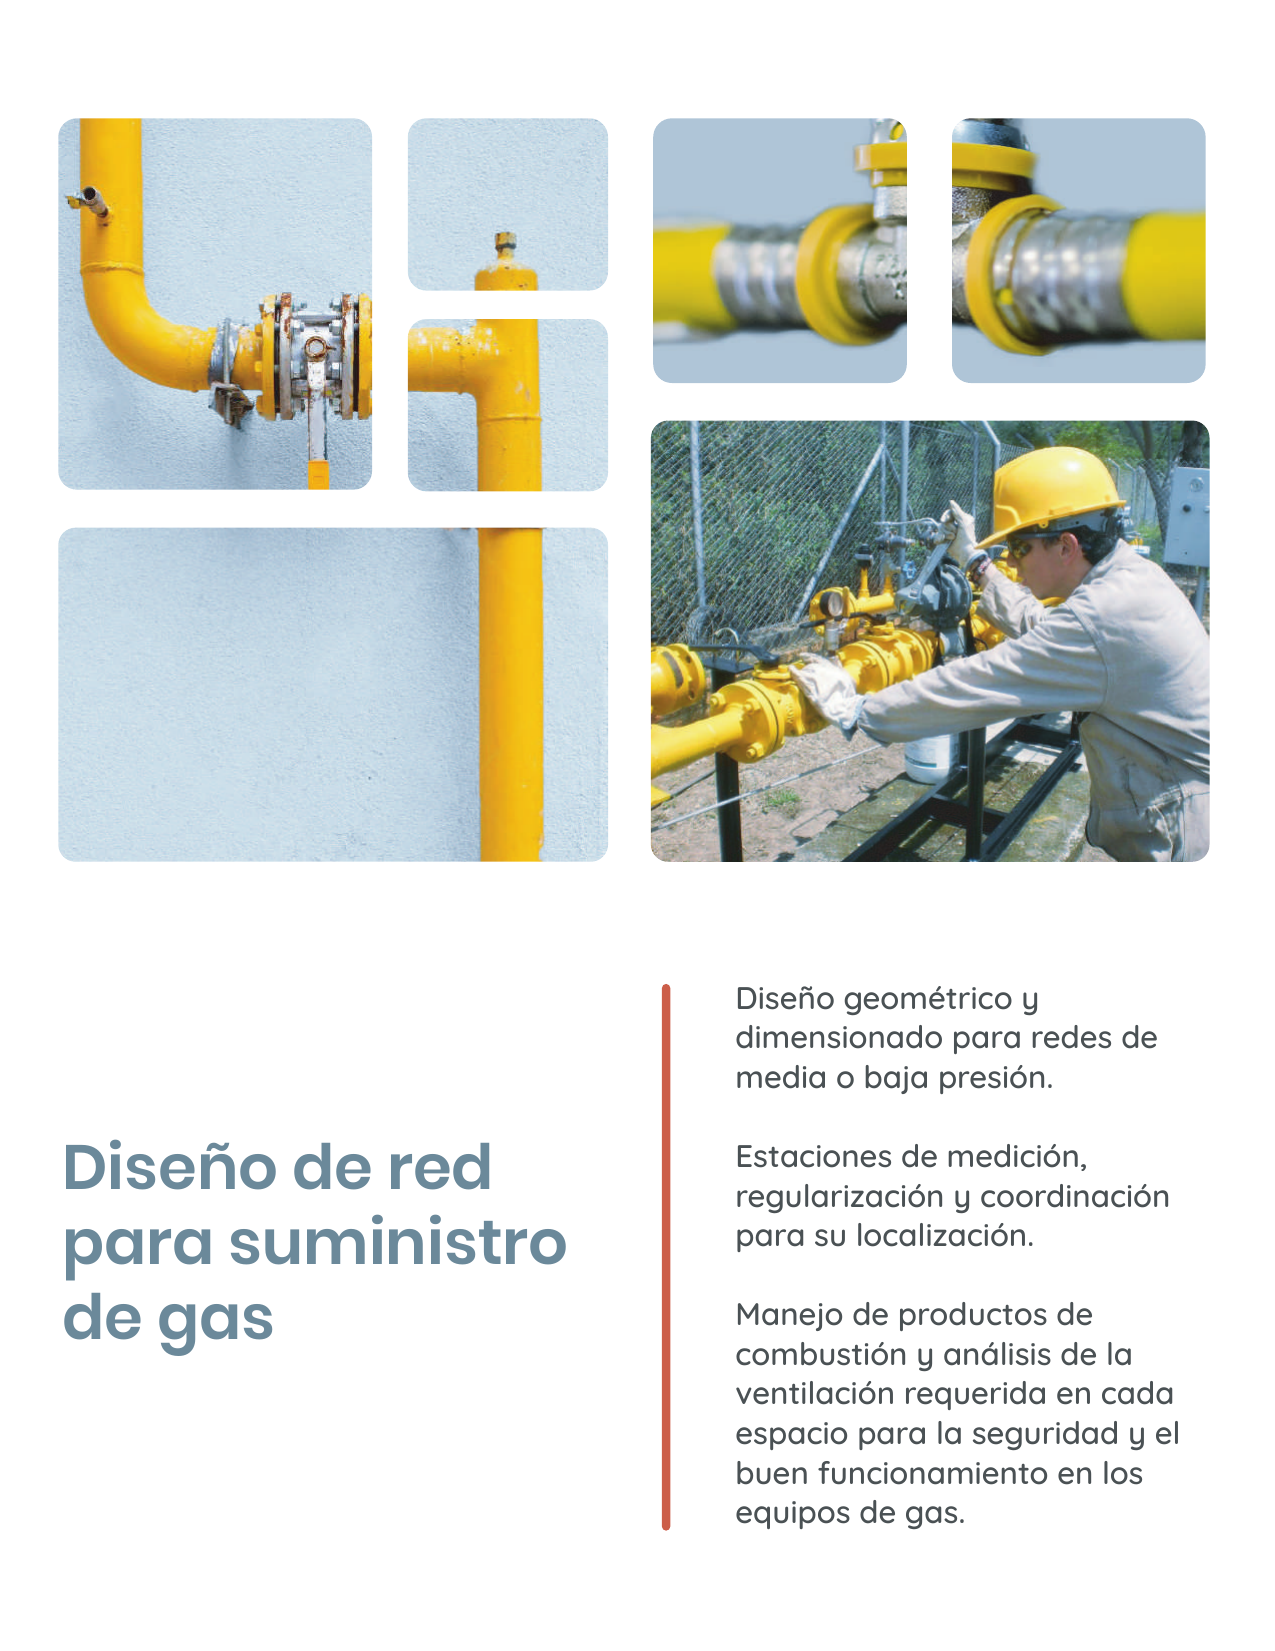 Diseño de red
para suministro
de gas
Diseño geométrico y
dimensionado para redes de
media o baja presión.
Estaciones de medición,
regularización y coordinación
para su localización.
Manejo de productos de
combustión y análisis de la
ventilación requerida en cada
espacio para la seguridad y el
buen funcionamiento en los
equipos de gas.